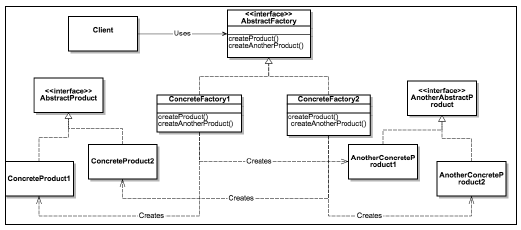 <<interface>>
AbstractFactory
createProduct()
createAnotherProduct()
Client
Uses
<<interface>>
AbstractProduct
ConcreteFactory1
createProduct()
createAnotherProduct()
ConcreteFactory2
createProduct()
createAnotherProduct()
<<interface>>
AnotherAbstractP
roduct
ConcreteProduct1
ConcreteProduct2
Creates
AnotherConcreteP
roduct1
AnotherConcreteP
roduct2
Creates
Creates
Creates